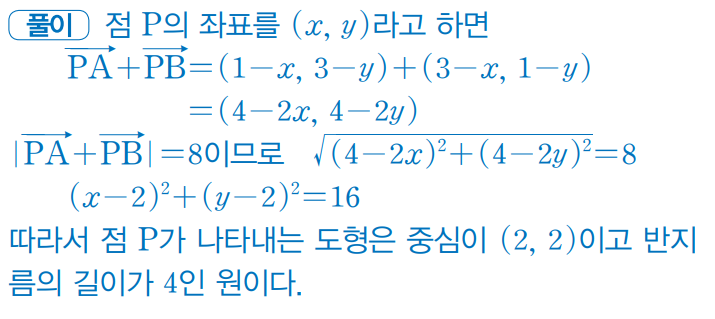 풀이 점 P의 좌표를 (x, y)라고 하면
\overrightarrow{PA}+\overrightarrow{PB}=(1-x, 3-y)+(3-x, 1-y)
=(4-2x, 4-2y)
|\overrightarrow{PA}+\overrightarrow{PB}|=8이므로 \sqrt{(4-2x)^2+(4-2y)^2}=8
(x-2)^2+(y-2)^2=16
따라서 점 P가 나타내는 도형은 중심이 (2, 2)이고 반지
름의 길이가 4인 원이다.